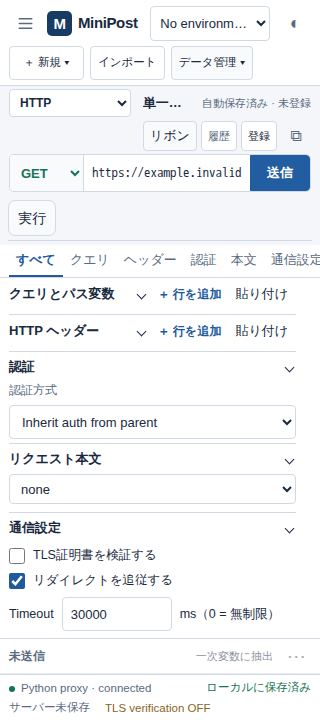 M MiniPost No environm…
＋ 新規 ▾ インポート データ管理 ▾
HTTP 単一… 自動保存済み · 未登録
リボン 履歴 登録
GET https://example.invalid 送信
実行
すべて クエリ ヘッダー 認証 本文 通信設定
クエリとパス変数 ＋ 行を追加 貼り付け
HTTP ヘッダー ＋ 行を追加 貼り付け
認証
認証方式
Inherit auth from parent
リクエスト本文
none
通信設定
TLS証明書を検証する
リダイレクトを追従する
Timeout 30000 ms（0 = 無制限）
未送信 一次変数に抽出 ···
Python proxy · connected ローカルに保存済み
サーバー未保存 TLS verification OFF